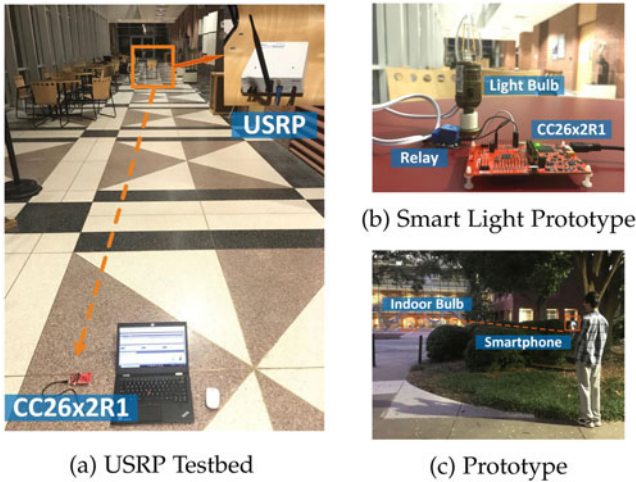 USRP
CC26x2R1
(a) USRP Testbed
Light Bulb
CC26x2R1
Relay
(b) Smart Light Prototype
Indoor Bulb
Smartphone
(c) Prototype